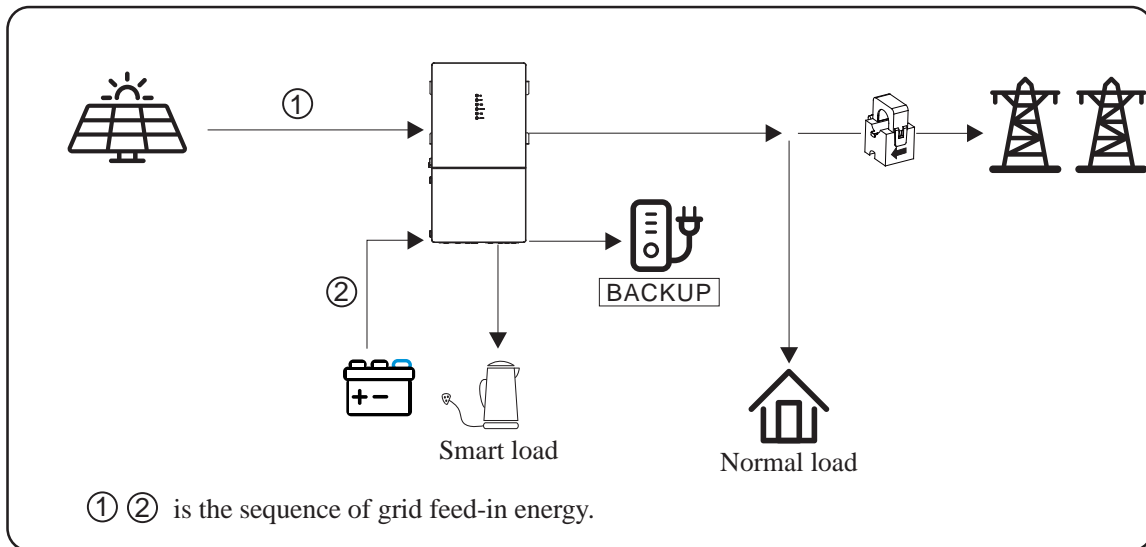 ①
②
BACKUP
Smart load
Normal load
① ② is the sequence of grid feed-in energy.